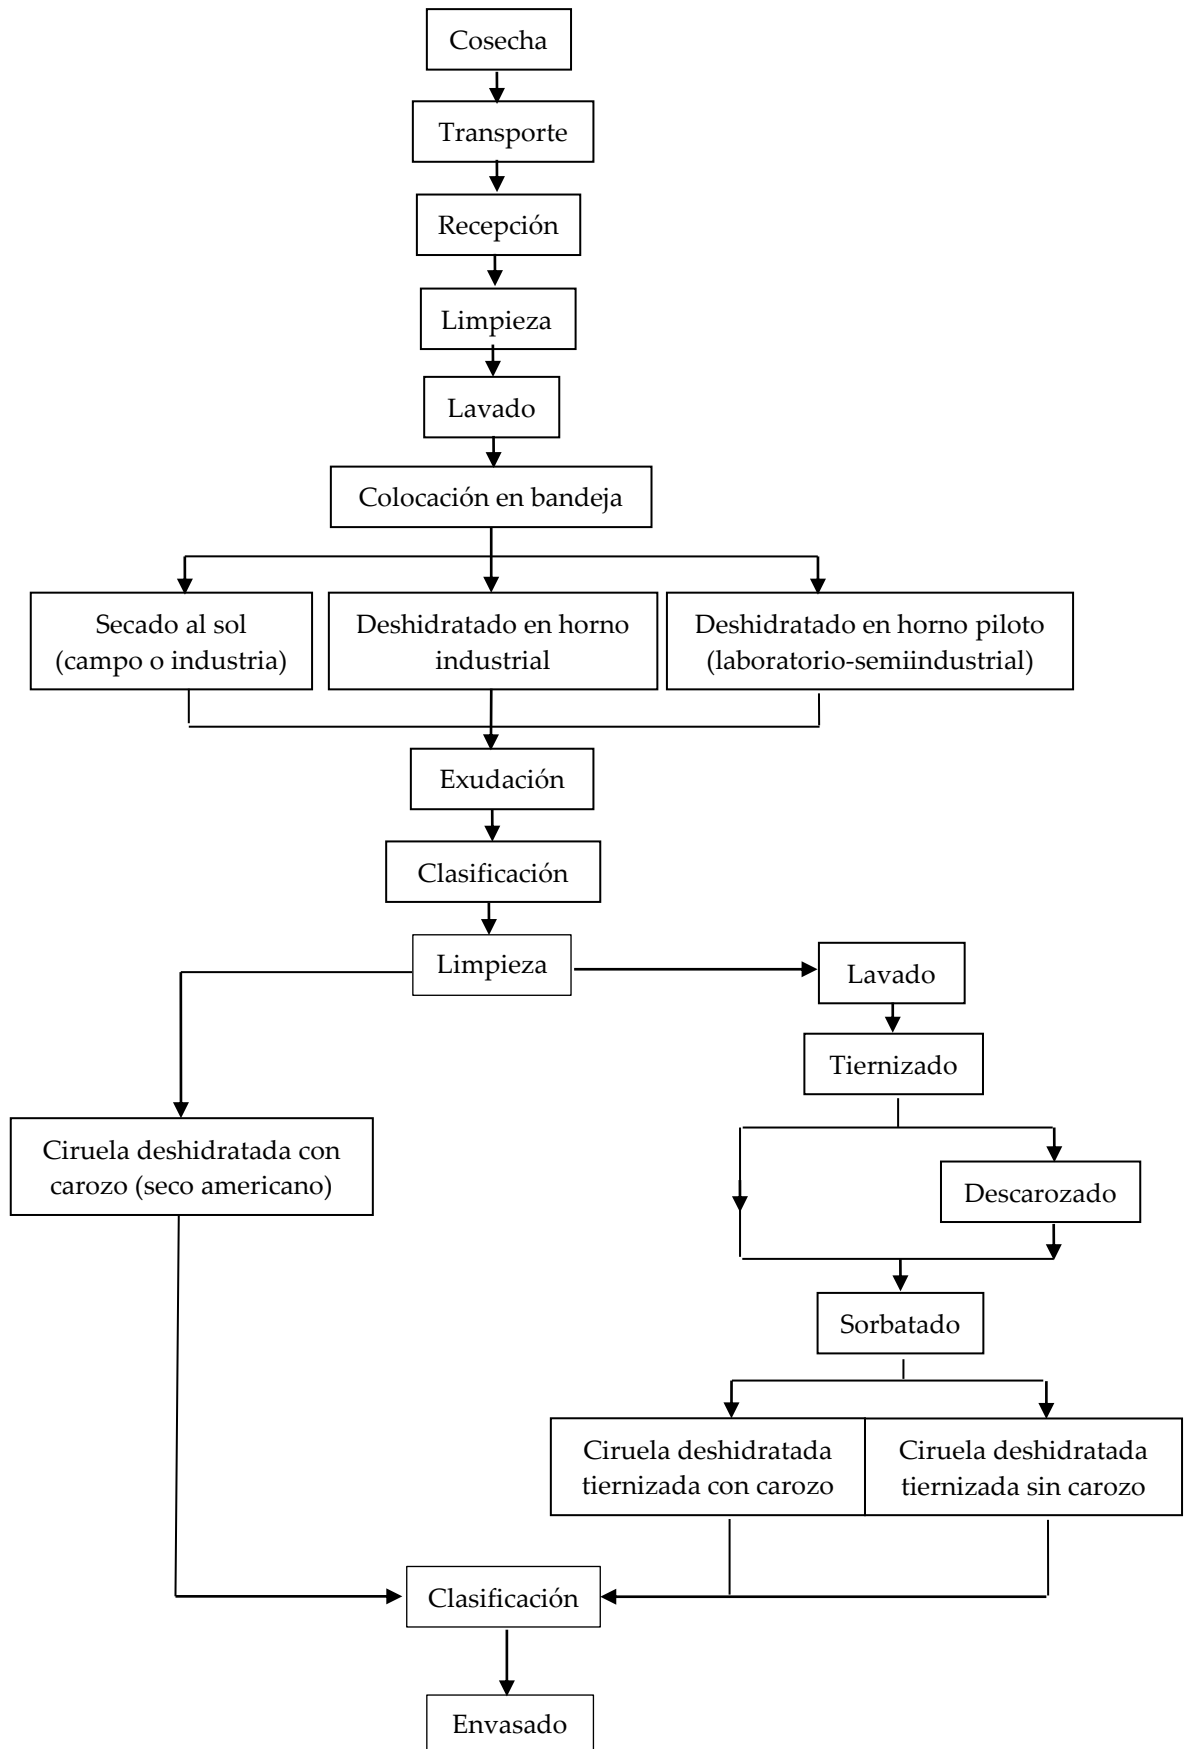 Cosecha
Transporte
Recepción
Limpieza
Lavado
Colocación en bandeja
Secado al sol
(campo o industria)
Deshidratado en horno
industrial
Deshidratado en horno piloto
(laboratorio-semiindustrial)
Exudación
Clasificación
Limpieza
Lavado
Tiernizado
Ciruela deshidratada con
carozo (seco americano)
Descarozado
Sorbatado
Ciruela deshidratada
tiernizada con carozo
Ciruela deshidratada
tiernizada sin carozo
Clasificación
Envasado